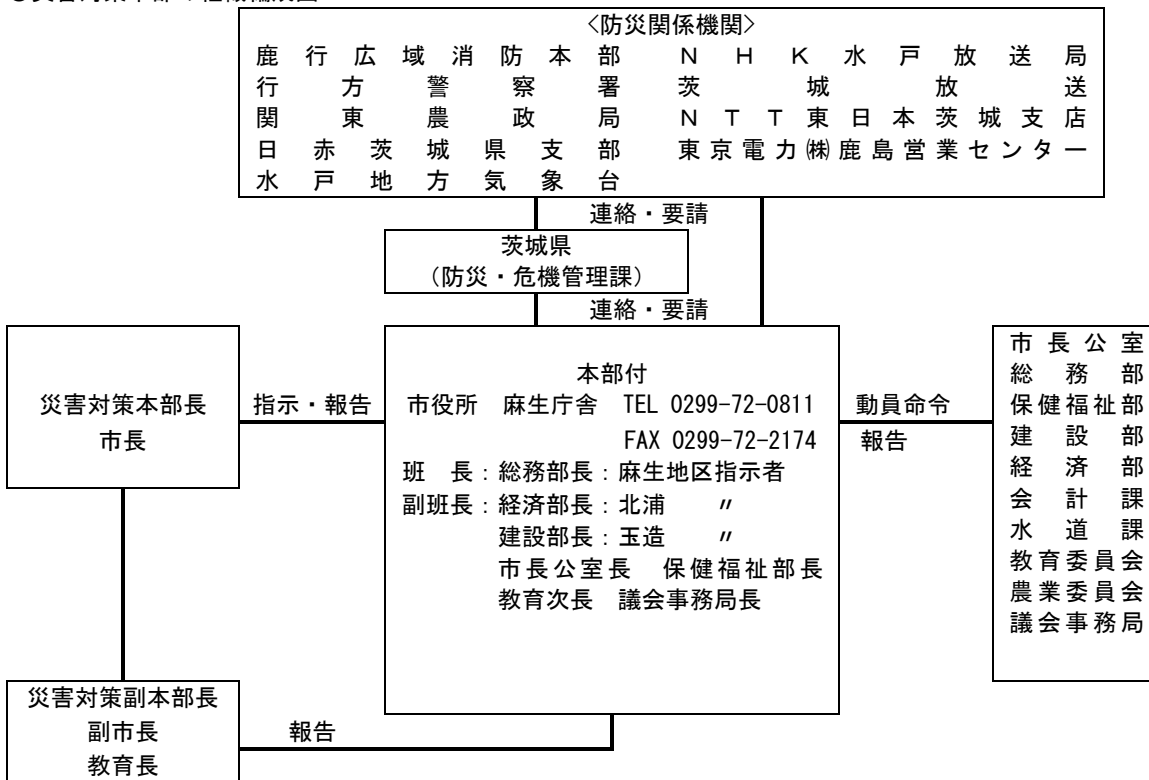 <防災関係機関>
鹿行広域消防本部 NHK水戸放送局
行方警察署 茨城放送
関東農政局 NTT東日本茨城支店
日赤茨城県支部 東京電力㈱鹿島営業センター
水戸地方気象台
連絡・要請
茨城県
(防災・危機管理課)
連絡・要請
災害対策本部長
市長
指示・報告
本部付
市役所 麻生庁舎 TEL 0299-72-0811
FAX 0299-72-2174
班 長：総務部長：麻生地区指示者
副班長：経済部長：北浦 〃
建設部長：玉造 〃
市長公室長 保健福祉部長
教育次長 議会事務局長
動員命令
報告
市長公室
総務部
保健福祉部
建設部
経済部
会計課
水道課
教育委員会
農業委員会
議会事務局
災害対策副本部長
副市長
教育長
報告